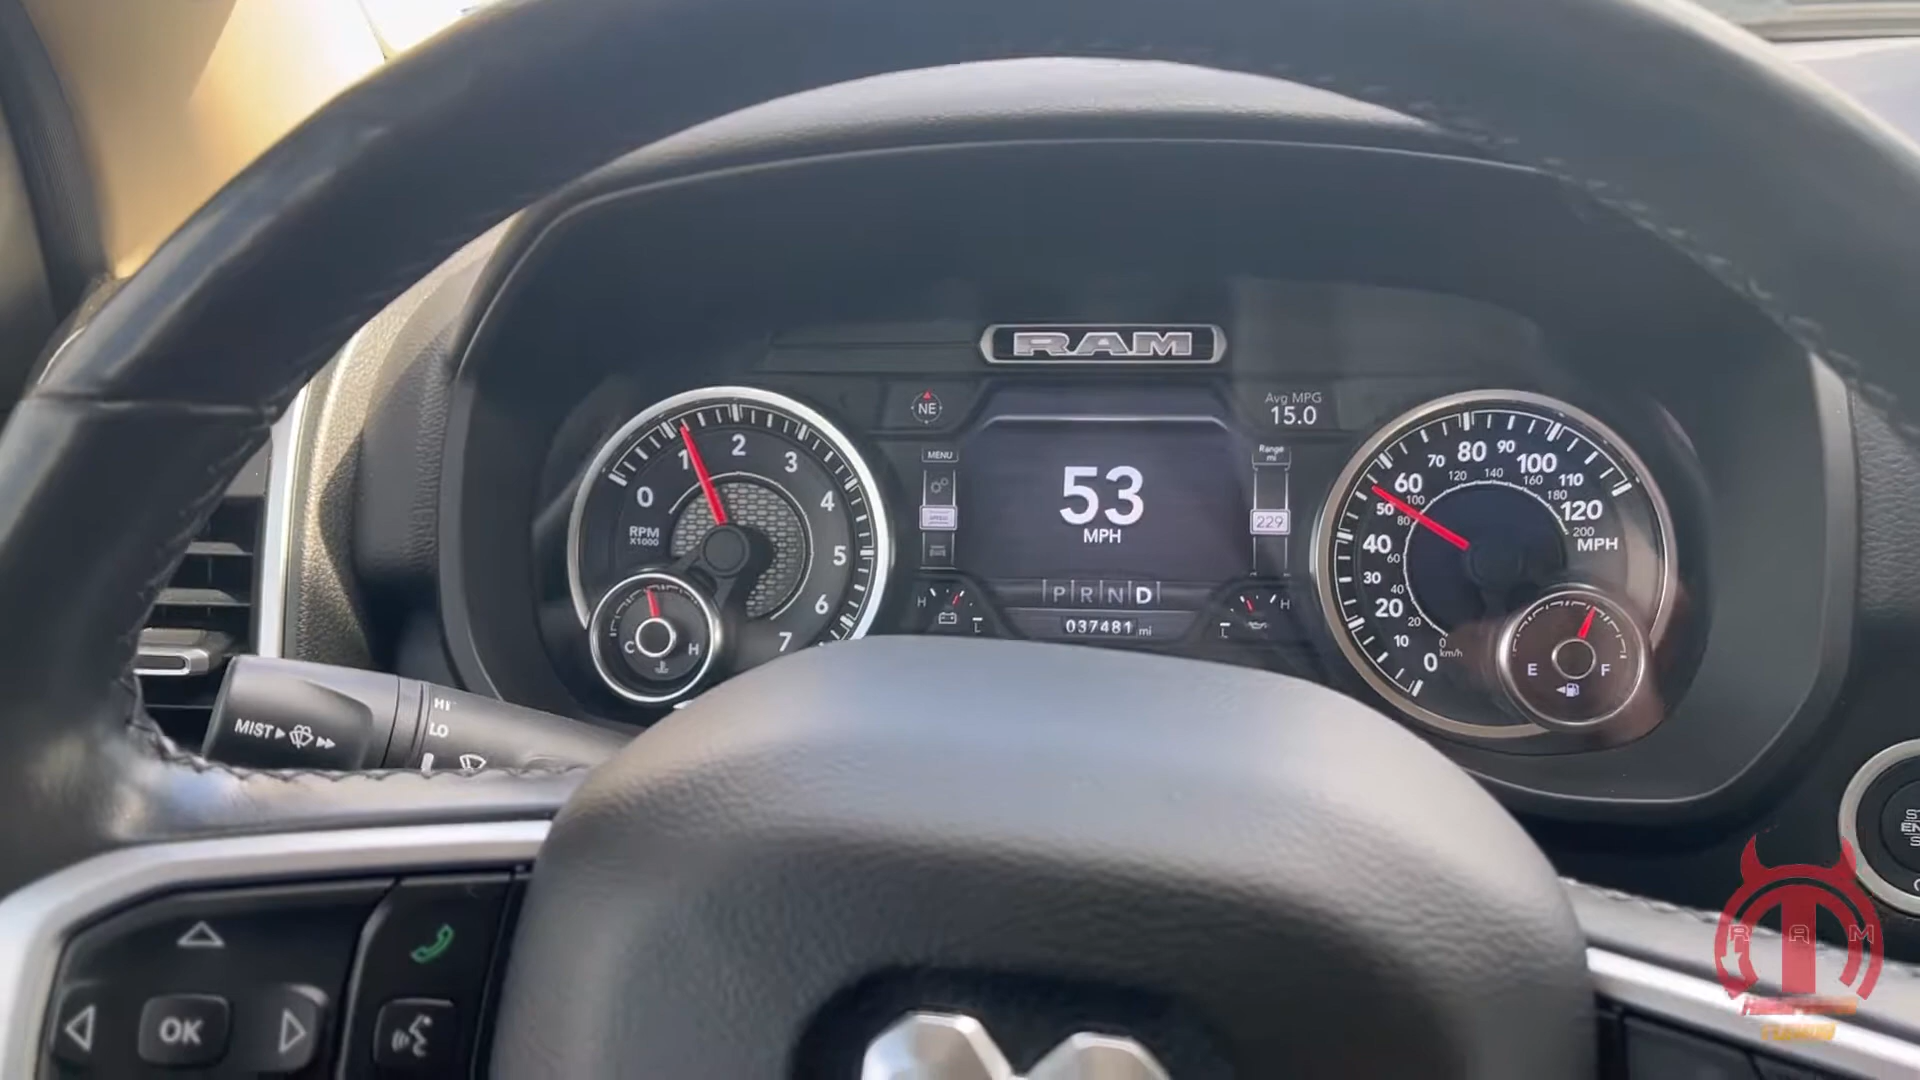 RAM
NE
Avg MPG
15.0
MENU
Range
mi
229
53
MPH
P R N D
037481 mi
H L
L H
0 1 2 3 4 5 6 7
RPM
X1000
C H
0 10 20 30 40 50 60 70 80 90 100 110 120
MPH
0 20 40 60 80 100 120 140 160 180 200
km/h
E F
MIST
HI
LO
OK
RAM